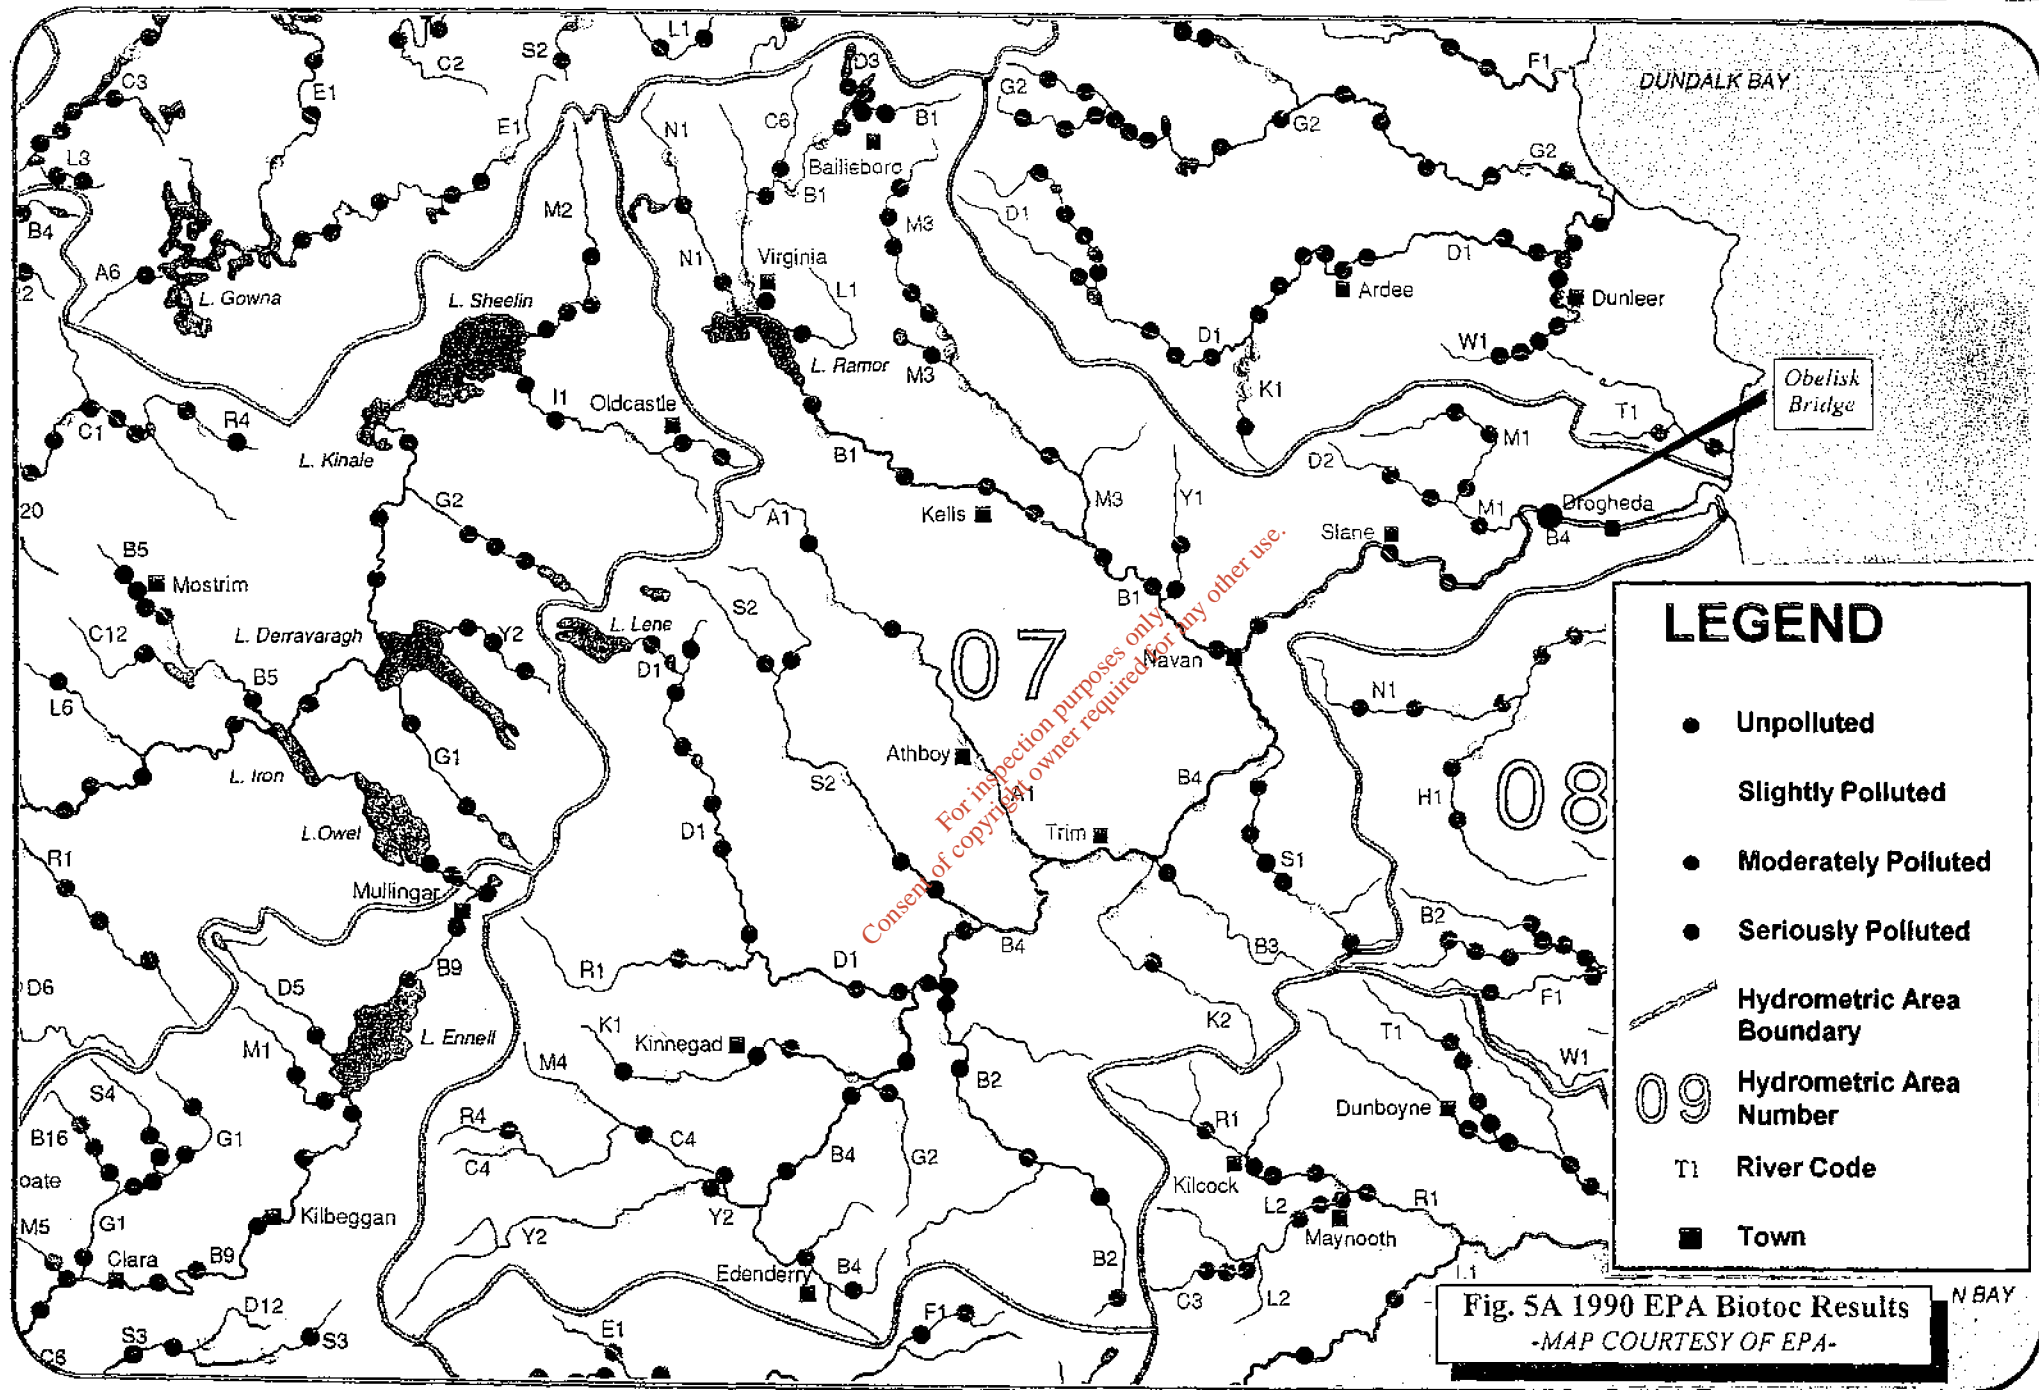 C3
E1
C2
S2
L1
D3
C6
B1
G2
F1
DUNDALK BAY
L3
E1
N1
Bailieboro
G2
G2
B4
A6
L. Gowna
M2
N1
B1
Virginia
M3
D1
L1
D1
Ardee
Dunleer
L. Sheelin
L. Ramor
M3
D1
W1
K1
Obelisk
Bridge
C1
R4
L. Kinale
I1
Oldcastle
B1
T1
M1
D2
20
G2
A1
Kells
M3
Y1
M1
Drogheda
B4
Slane
B5
Mostrim
C12
L. Derravaragh
Y2
L. Lene
S2
B1
07
Navan
D1
B5
L6
N1
G1
L. Iron
Athboy
A1
B4
S2
H1
08
L.Owel
D1
Trim
S1
R1
Mullingar
B9
R1
D1
B4
B3
B2
D6
D5
L. Ennell
K1
Kinnegad
K2
F1
T1
W1
M1
M4
B2
S4
B16
G1
R4
C4
C4
B4
G2
R1
Dunboyne
oate
Kilcock
L2
R1
Maynooth
M5
G1
Kilbeggan
Clara
B9
Y2
Y2
Edenderry
B4
B2
C3
L2
L1
D12
S3
S3
C6
E1
F1
N BAY
For inspection purposes only.
Consent of copyright owner required for any other use.
LEGEND
Unpolluted
Slightly Polluted
Moderately Polluted
Seriously Polluted
Hydrometric Area
Boundary
09 Hydrometric Area
Number
T1 River Code
Town
Fig. 5A 1990 EPA Biotoc Results
-MAP COURTESY OF EPA-